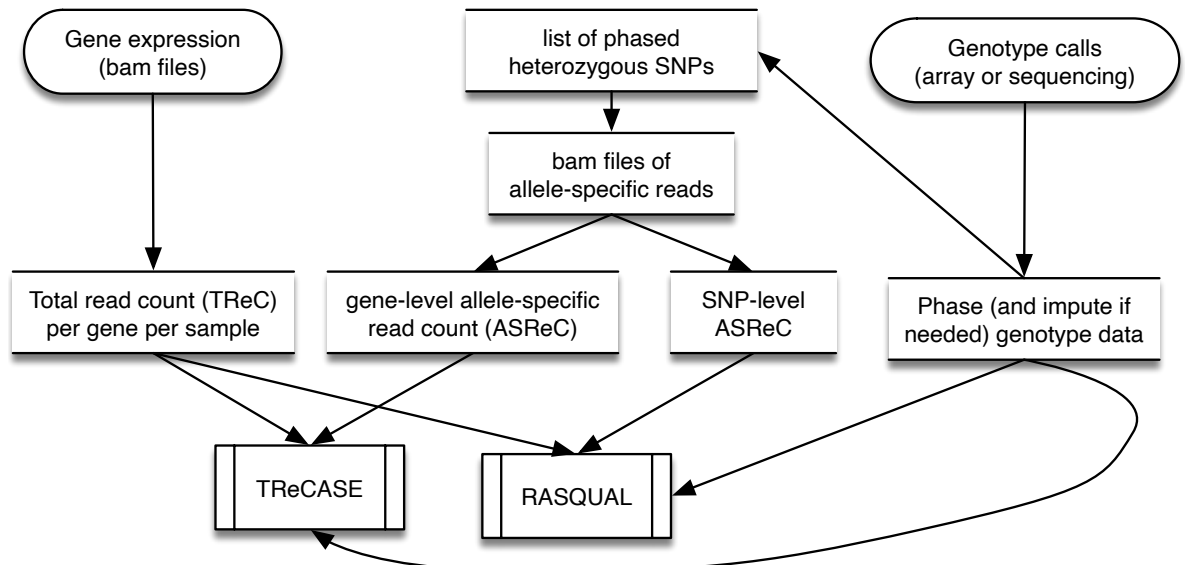 Gene expression
(bam files)
list of phased
heterozygous SNPs
Genotype calls
(array or sequencing)
bam files of
allele-specific reads
Total read count (TReC)
per gene per sample
gene-level allele-specific
read count (ASReC)
SNP-level
ASReC
Phase (and impute if
needed) genotype data
TReCASE
RASQUAL